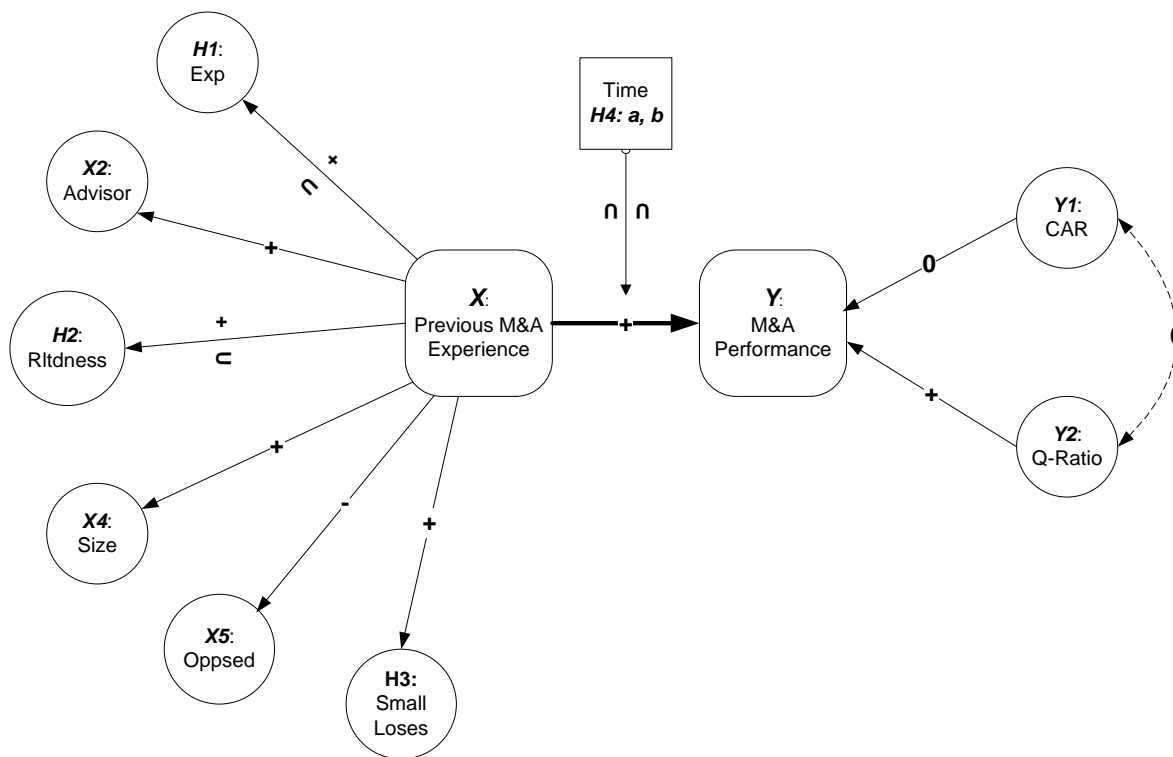 H1:
Exp
+
∩
X2:
Advisor
+
H2:
Rltdness
+
∩
X4:
Size
+
X5:
Oppsed
-
H3:
Small
Loses
+
X:
Previous M&A
Experience
Time
H4: a, b
∩ ∩
+
Y:
M&A
Performance
Y1:
CAR
0
Y2:
Q-Ratio
+